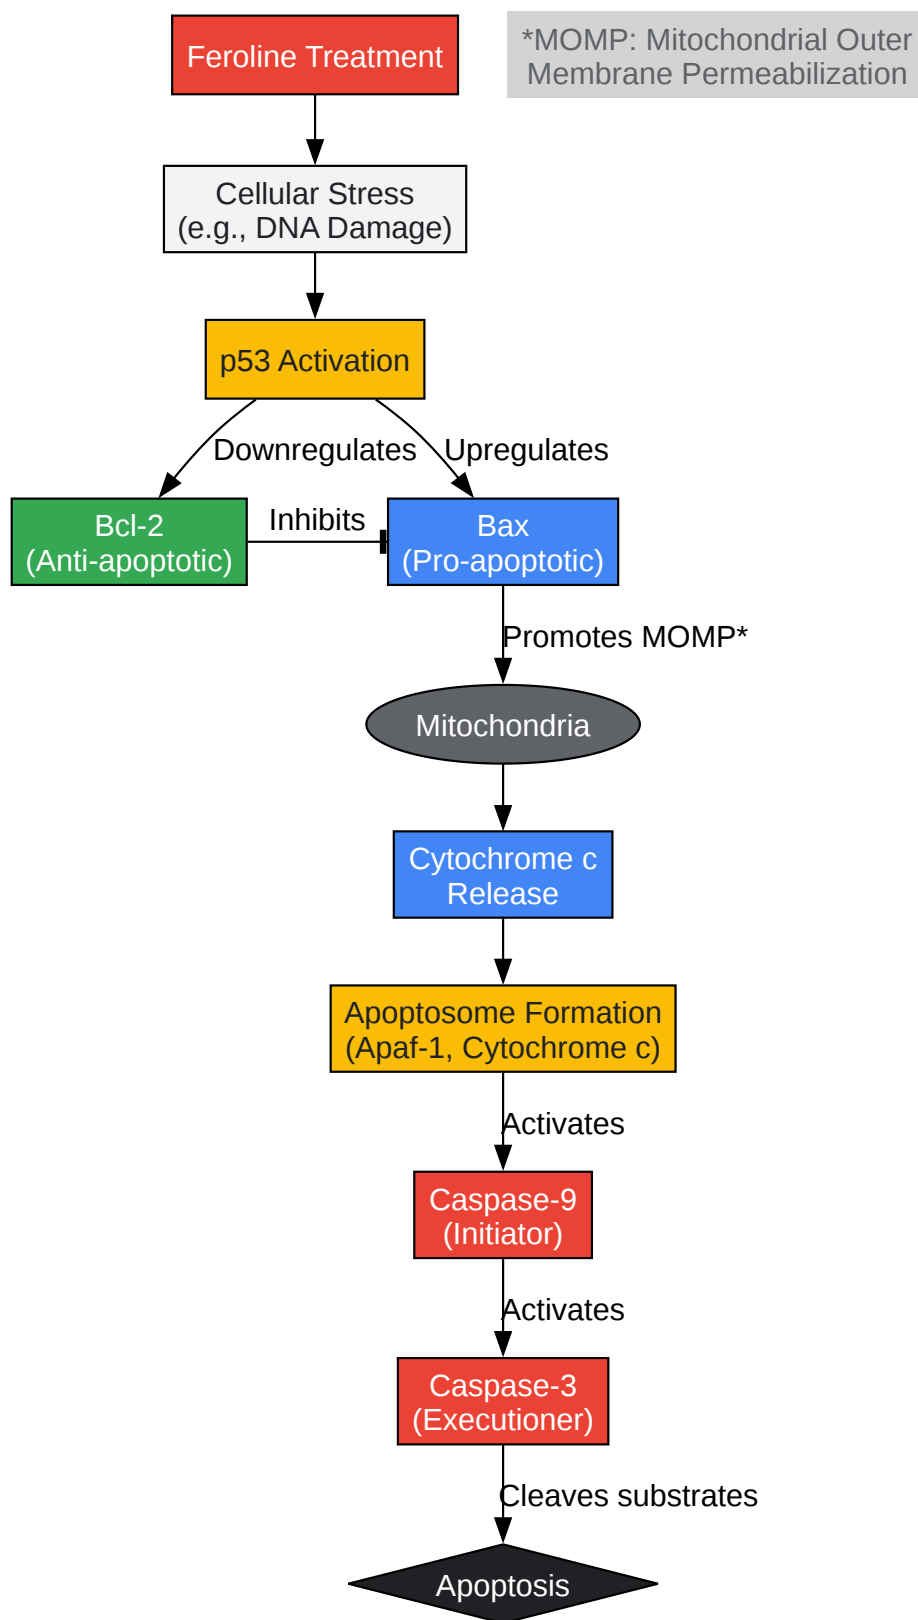 Feroline Treatment
*MOMP: Mitochondrial Outer
Membrane Permeabilization
Cellular Stress
(e.g., DNA Damage)
p53 Activation
Downregulates
Upregulates
Bcl-2
(Anti-apoptotic)
Inhibits
Bax
(Pro-apoptotic)
Promotes MOMP*
Mitochondria
Cytochrome c
Release
Apoptosome Formation
(Apaf-1, Cytochrome c)
Activates
Caspase-9
(Initiator)
Activates
Caspase-3
(Executioner)
Cleaves substrates
Apoptosis